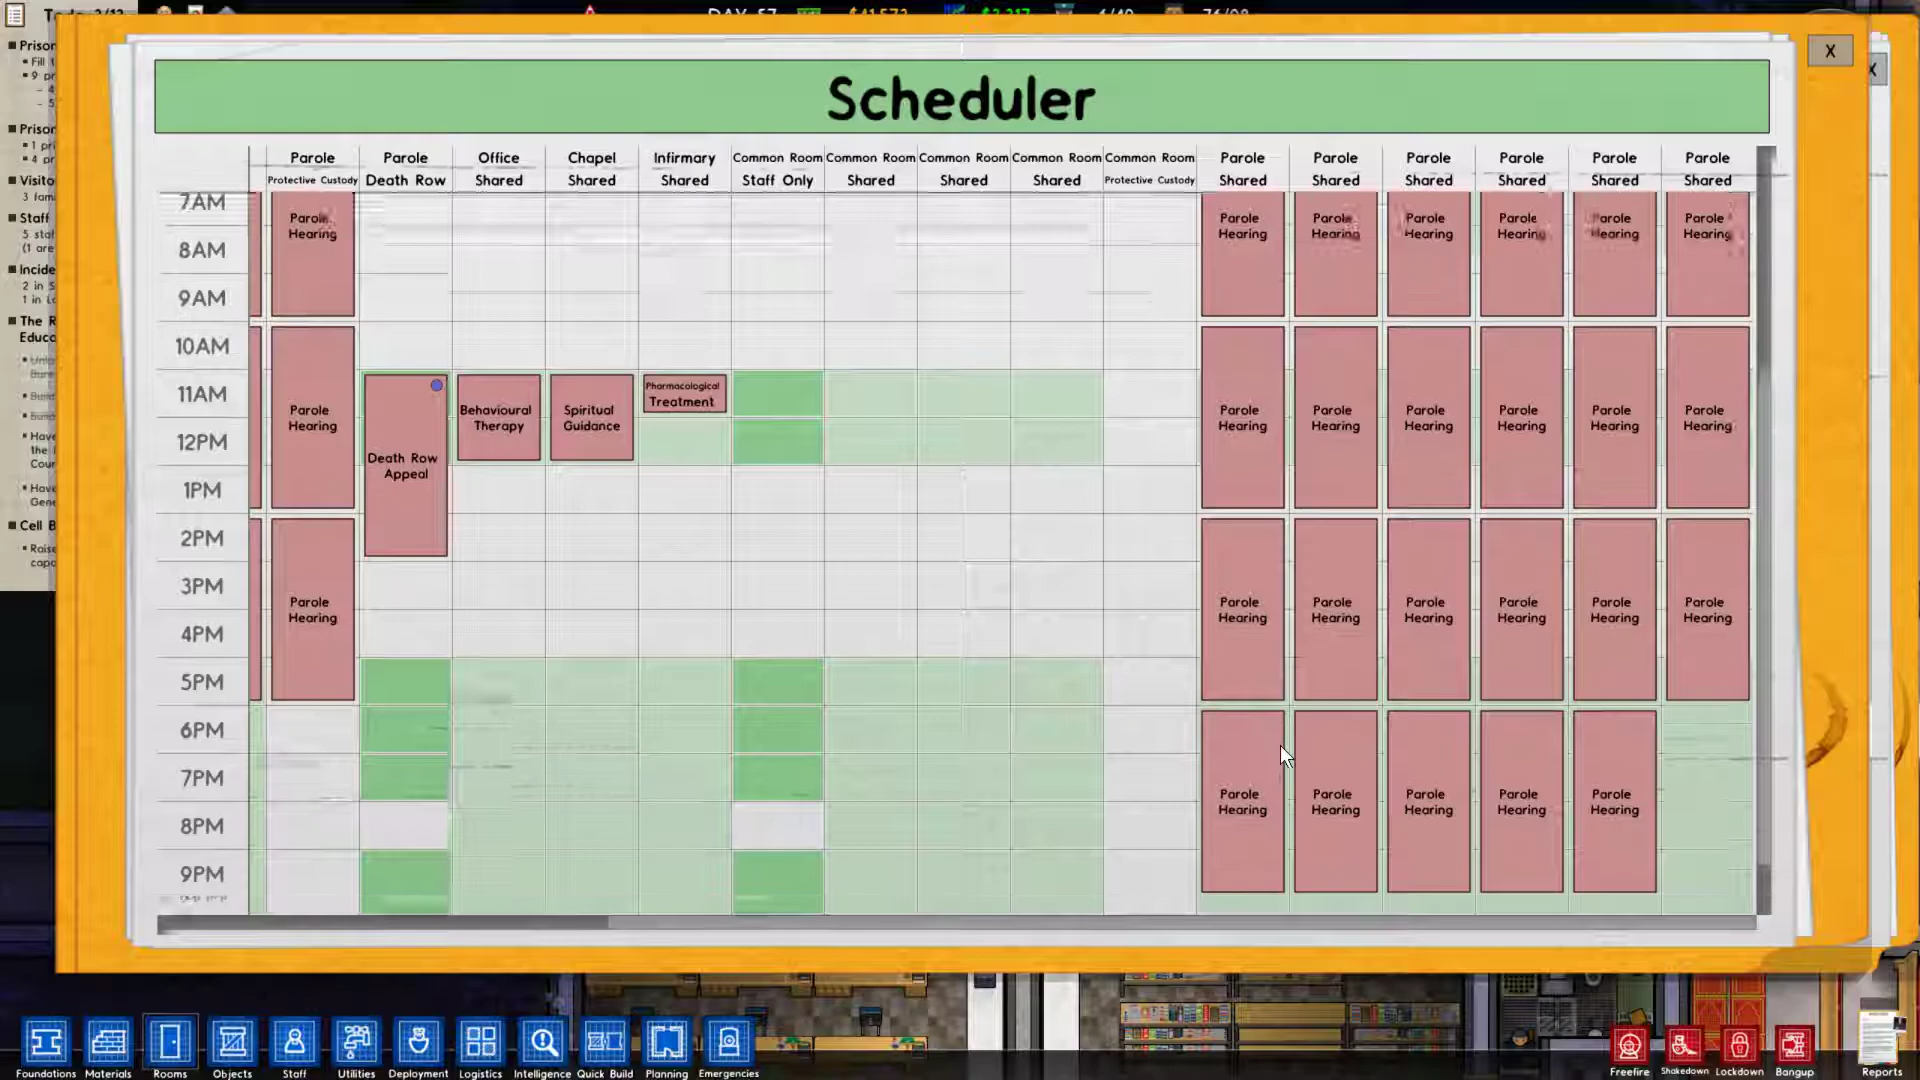 DAY 57
X
X
Scheduler
Parole Protective Custody
Parole Death Row
Office Shared
Chapel Shared
Infirmary Shared
Common Room Staff Only
Common Room Shared
Common Room Shared
Common Room Shared
Common Room Protective Custody
Parole Shared
Parole Shared
Parole Shared
Parole Shared
Parole Shared
Parole Shared
7AM
Parole Hearing
Parole Hearing
Parole Hearing
Parole Hearing
Parole Hearing
Parole Hearing
Parole Hearing
8AM
9AM
10AM
11AM
Parole Hearing
Death Row Appeal
Behavioural Therapy
Spiritual Guidance
Pharmacological Treatment
Parole Hearing
Parole Hearing
Parole Hearing
Parole Hearing
Parole Hearing
Parole Hearing
12PM
1PM
2PM
3PM
Parole Hearing
Parole Hearing
Parole Hearing
Parole Hearing
Parole Hearing
Parole Hearing
Parole Hearing
4PM
5PM
6PM
7PM
Parole Hearing
Parole Hearing
Parole Hearing
Parole Hearing
Parole Hearing
8PM
9PM
Foundations
Materials
Rooms
Objects
Staff
Utilities
Deployment
Logistics
Intelligence
Quick Build
Planning
Emergencies
Freefire
Shakedown
Lockdown
Bangup
Reports